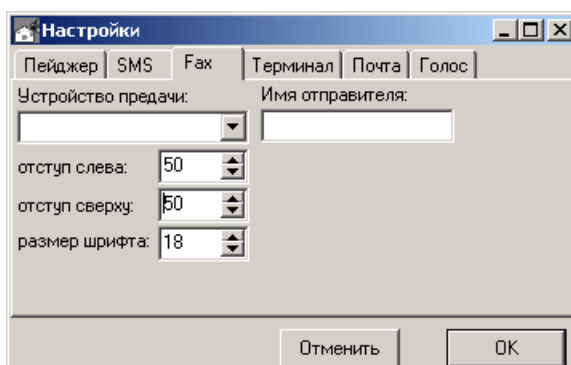 Настройки
Пейджер SMS Fax Терминал Почта Голос
Устройство предачи: Имя отправителя:
отступ слева: 50
отступ сверху: 50
размер шрифта: 18
Отменить OK